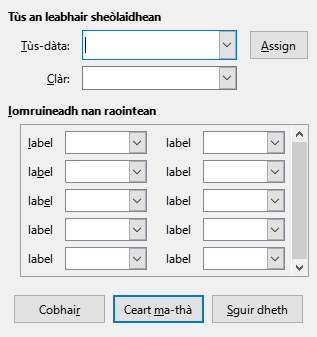 Tùs an leabhair sheòlaidhean
Tùs-dàta: Assign
Clàr:
Iomruineadh nan raointean
label label
label label
label label
label label
label label
Cobhair Ceart ma-thà Sguir dheth